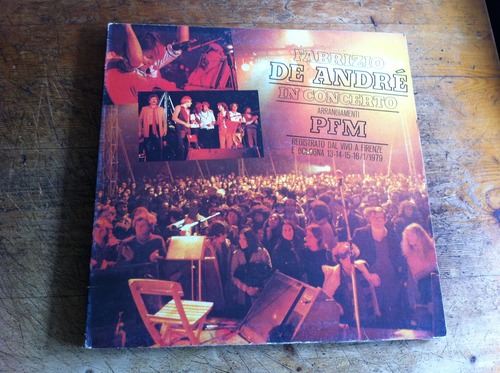 FABRIZIO
DE ANDRÉ
IN CONCERTO
ARRANGIAMENTI
PFM
REGISTRATO DAL VIVO A FIRENZE
E BOLOGNA 13-14-15-16/1/1979